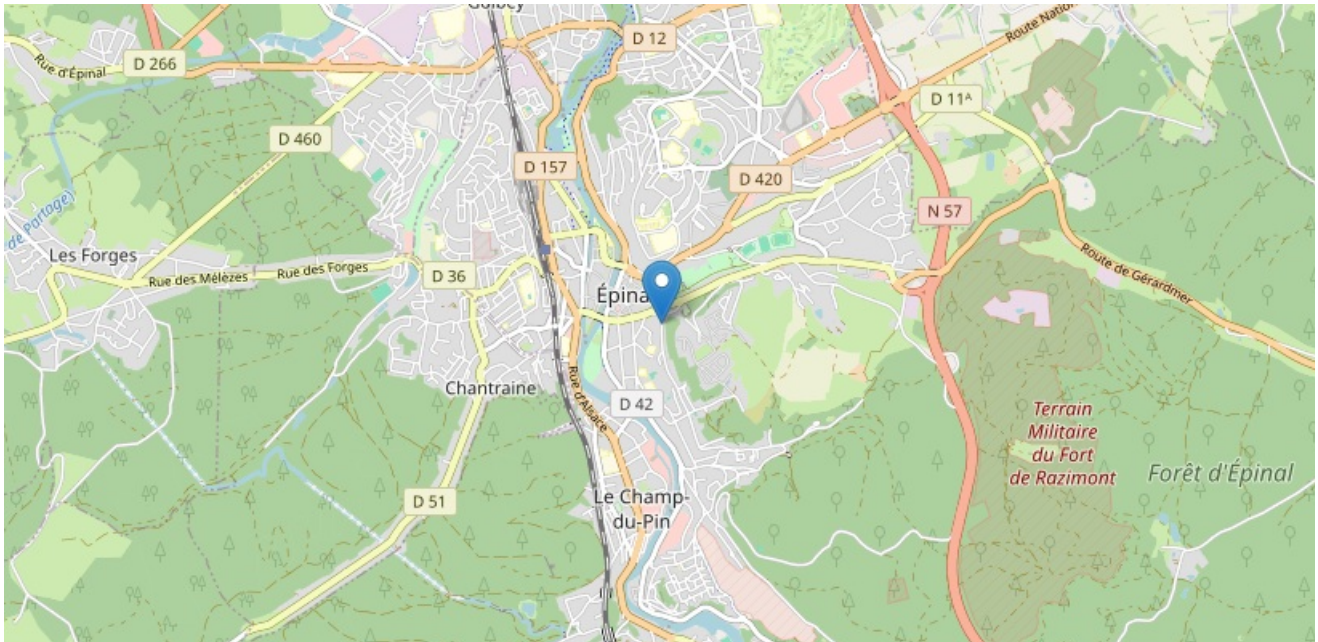 D 12
D 266
Rue d'Épinal
Route Nation
D 11ᴬ
D 460
D 157
D 420
N 57
de Partage)
Les Forges
Rue des Mélèzes
Rue des Forges
D 36
Route de Gérardmer
Épina
Chantraine
Rue d'Alsace
D 42
Terrain
Militaire
du Fort
de Razimont
Forêt d'Épinal
D 51
Le Champ-
du-Pin